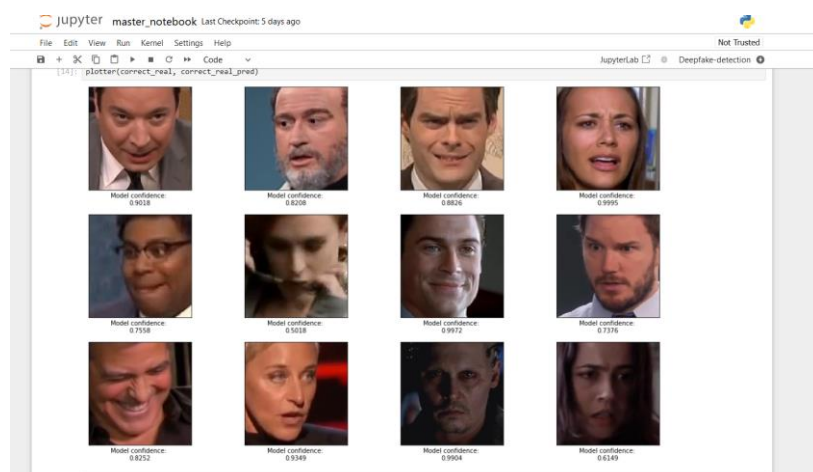 jupyter master_notebook Last Checkpoint: 5 days ago
File Edit View Run Kernel Settings Help Not Trusted
Code JupyterLab Deepfake-detection
[14]: plotter(correct_real, correct_real_pred)
Model confidence: Model confidence: Model confidence: Model confidence:
0.9018 0.8208 0.8826 0.9995
Model confidence: Model confidence: Model confidence: Model confidence:
0.7558 0.5018 0.9972 0.7376
Model confidence: Model confidence: Model confidence: Model confidence:
0.8252 0.9349 0.9904 0.6149